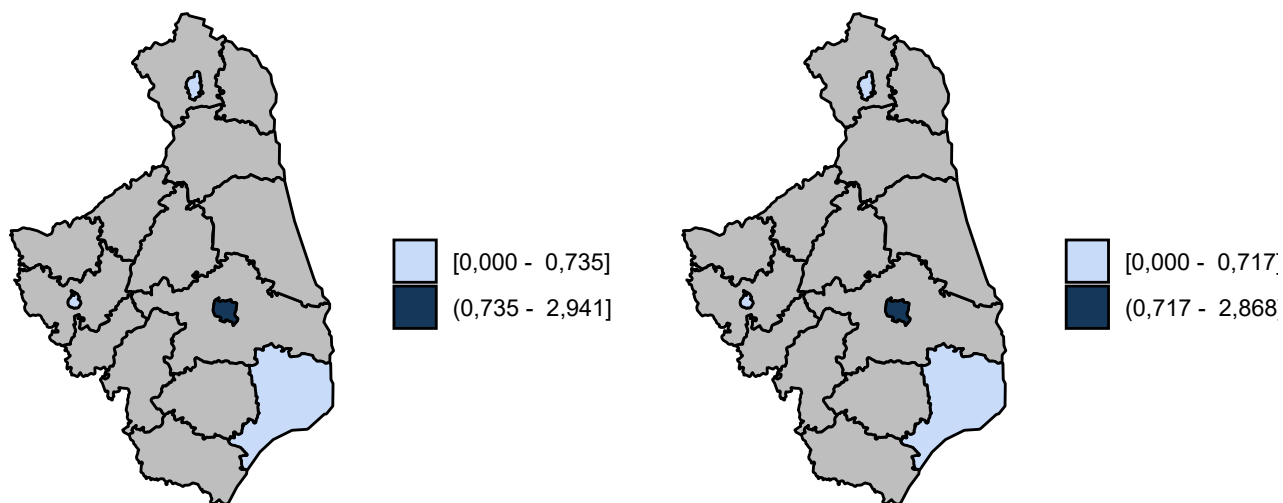 [0,000 - 0,735]
(0,735 - 2,941]
[0,000 - 0,717]
(0,717 - 2,868]